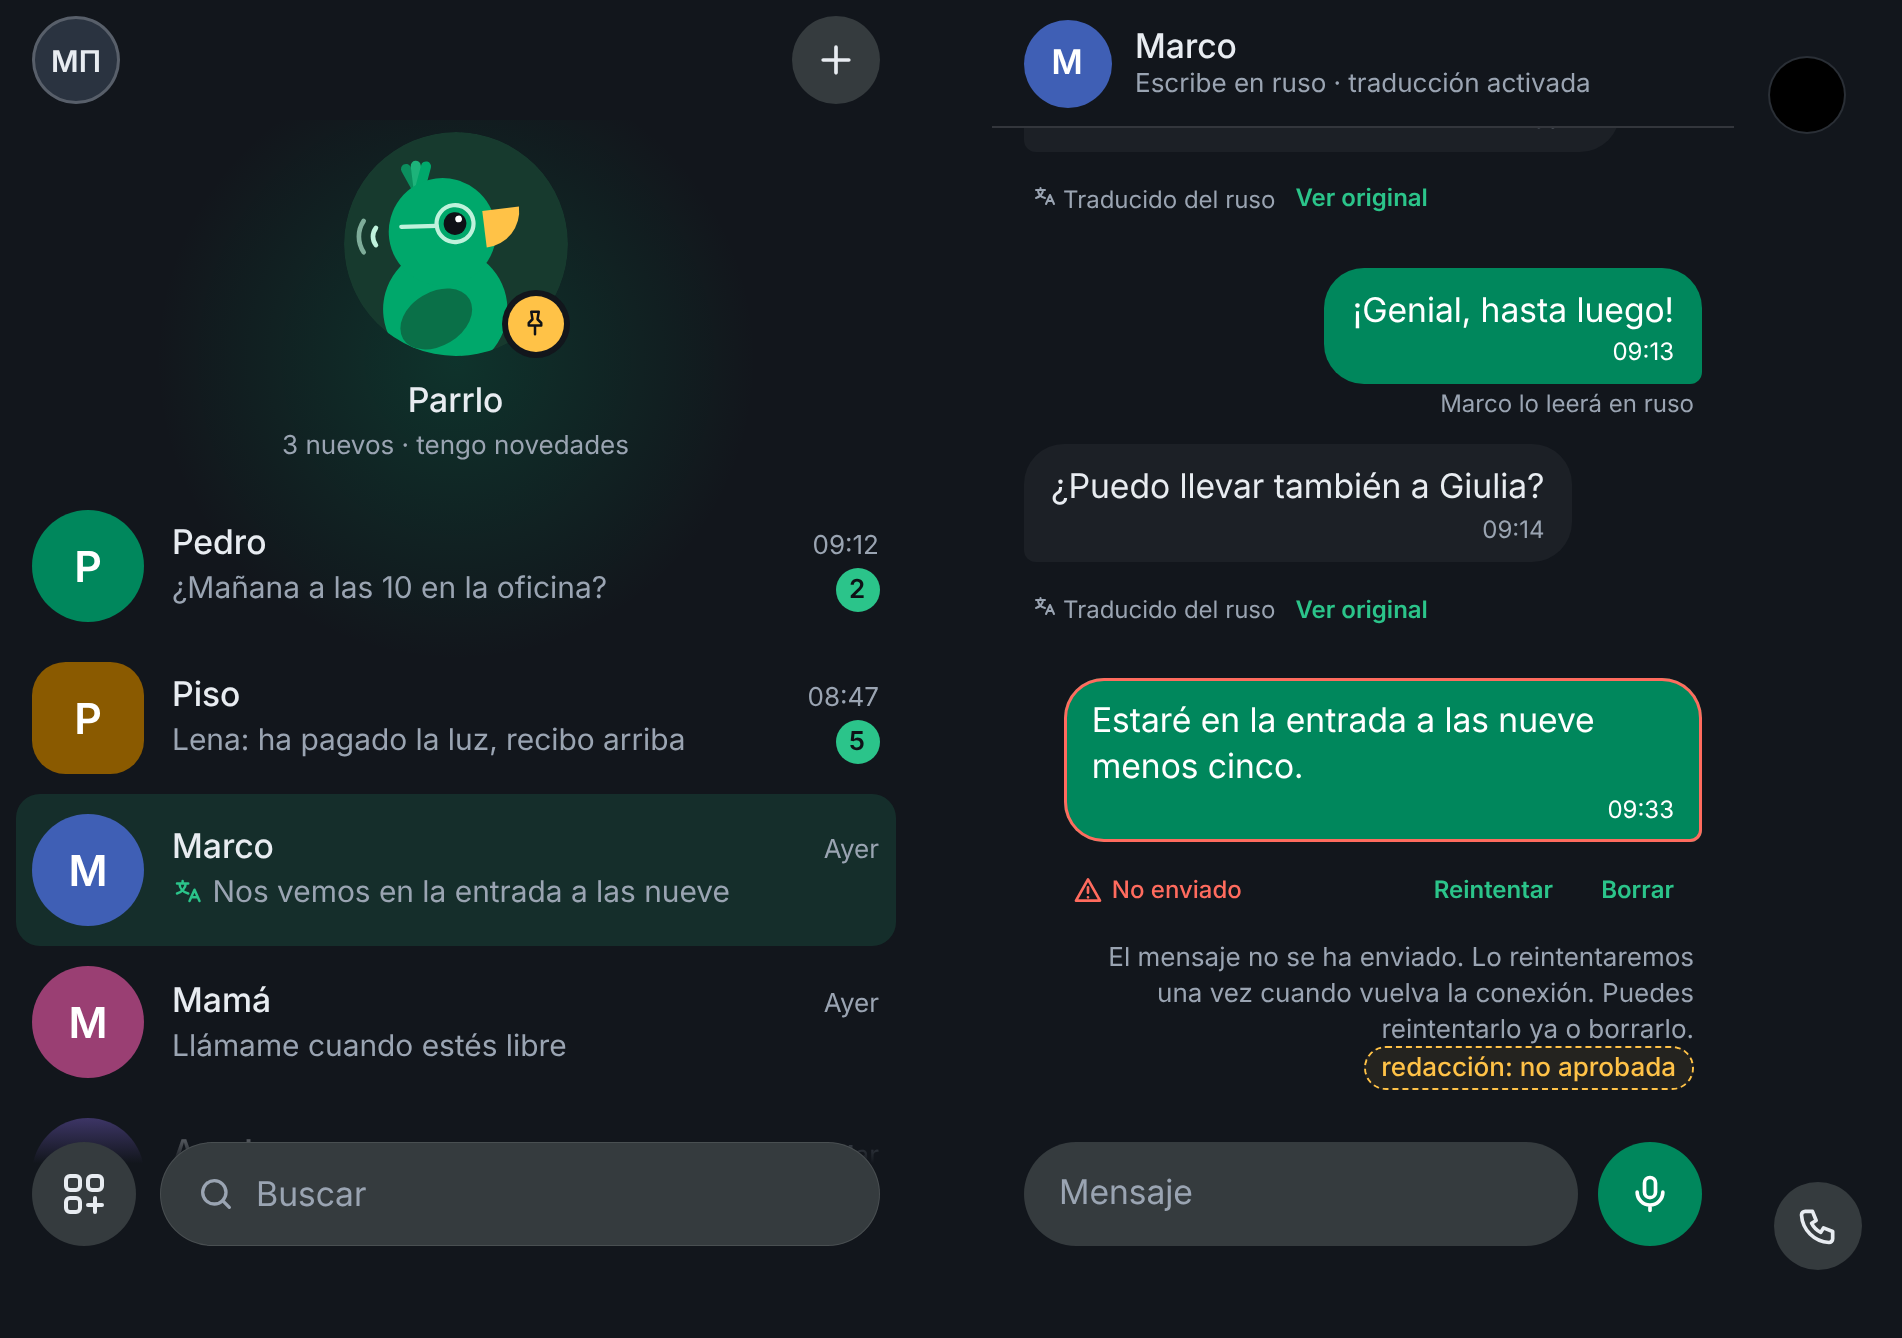 МП
Parrlo
3 nuevos · tengo novedades
P
Pedro
09:12
¿Mañana a las 10 en la oficina?
2
P
Piso
08:47
Lena: ha pagado la luz, recibo arriba
5
M
Marco
Ayer
Nos vemos en la entrada a las nueve
M
Mamá
Ayer
Llámame cuando estés libre
Buscar
M
Marco
Escribe en ruso · traducción activada
Traducido del ruso Ver original
¡Genial, hasta luego!
09:13
Marco lo leerá en ruso
¿Puedo llevar también a Giulia?
09:14
Traducido del ruso Ver original
Estaré en la entrada a las nueve
menos cinco.
09:33
No enviado Reintentar Borrar
El mensaje no se ha enviado. Lo reintentaremos
una vez cuando vuelva la conexión. Puedes
reintentarlo ya o borrarlo.
redacción: no aprobada
Mensaje